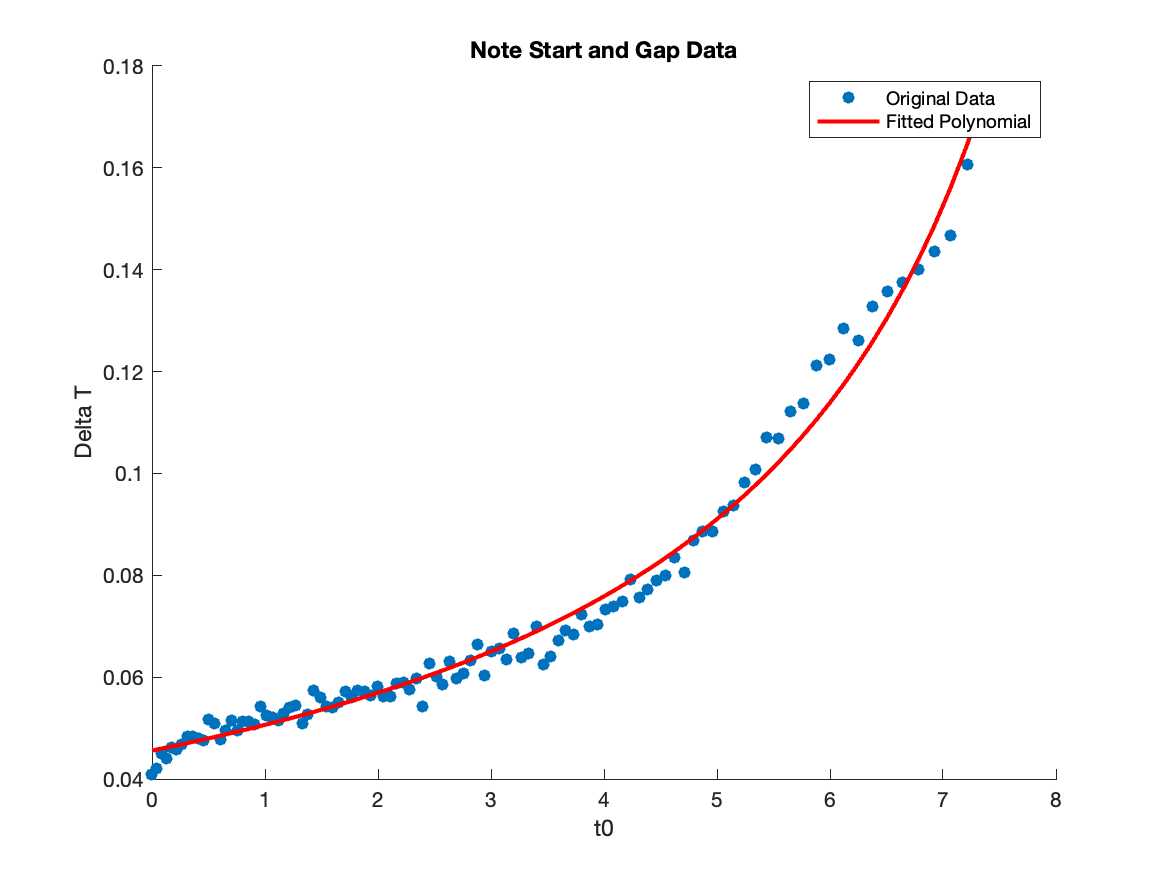 Note Start and Gap Data
0.18
0.16
0.14
0.12
0.1
0.08
0.06
0.04
Delta T
Original Data
Fitted Polynomial
0 1 2 3 4 5 6 7 8
t0